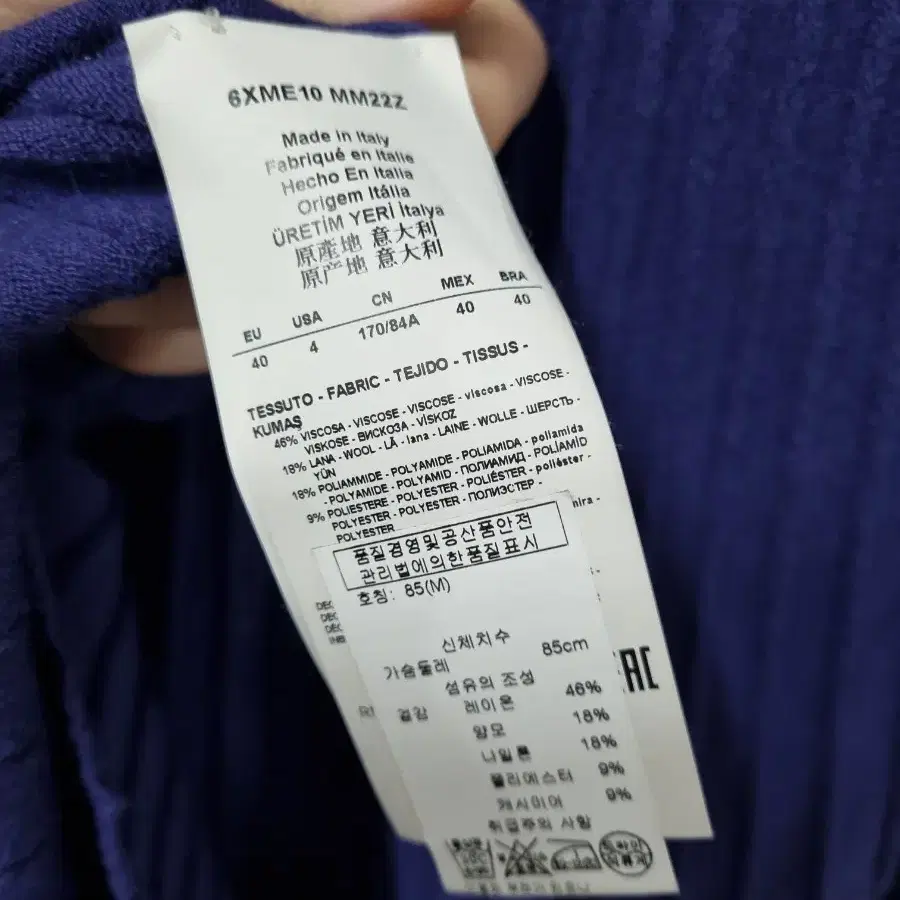 6XME10 MM22Z
Made in Italy
Fabriqué en Italie
Hecho En Italia
Origem Itália
ÜRETİM YERİ İtalya
原產地 意大利
原产地 意大利
EU USA CN MEX BRA
40 4 170/84A 40 40
TESSUTO - FABRIC - TEJIDO - TISSUS -
KUMAŞ
46% VISCOSA - VISCOSE - VISCOSE - viscosa - VISCOSE -
VISKOSE - ВИСКОЗА - VİSKOZ
18% LANA - WOOL - LÃ - lana - LAINE - WOLLE - ШЕРСТЬ -
YÜN
18% POLIAMMIDE - POLYAMIDE - POLIAMIDA - poliamida
- POLYAMIDE - POLYAMID - ПОЛИАМИД - POLİAMİD
9% POLIESTERE - POLYESTER - POLIÉSTER - poliéster -
POLYESTER - POLYESTER - ПОЛИЭСТЕР -
POLYESTER
품질경영및공산품안전
관리법에의한품질표시
호칭: 85(M)
신체치수
가슴둘레 85cm
섬유의 조성
겉감 레이온 46%
양모 18%
나일론 18%
폴리에스터 9%
캐시미어 9%
취급주의 사항